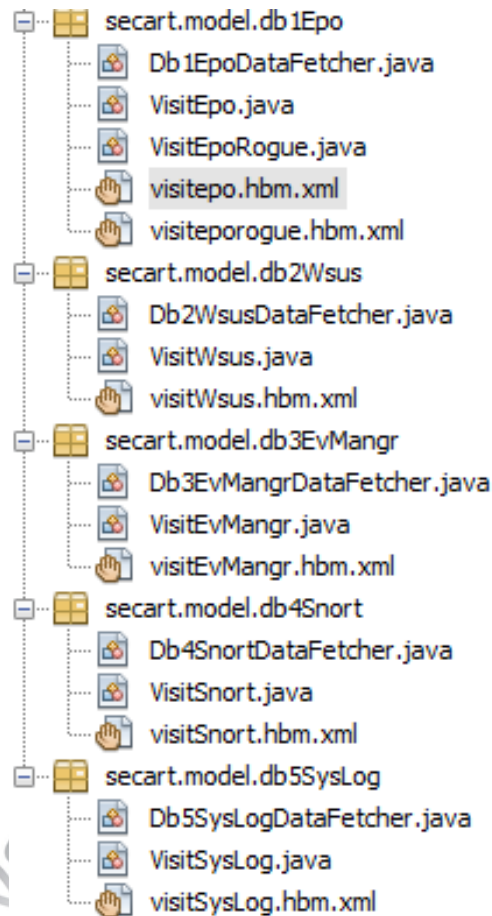 secart.model.db1Epo
Db1EpoDataFetcher.java
VisitEpo.java
VisitEpoRogue.java
visitepo.hbm.xml
visiteporogue.hbm.xml
secart.model.db2Wsus
Db2WsusDataFetcher.java
VisitWsus.java
visitWsus.hbm.xml
secart.model.db3EvMangr
Db3EvMangrDataFetcher.java
VisitEvMangr.java
visitEvMangr.hbm.xml
secart.model.db4Snort
Db4SnortDataFetcher.java
VisitSnort.java
visitSnort.hbm.xml
secart.model.db5SysLog
Db5SysLogDataFetcher.java
VisitSysLog.java
visitSysLog.hbm.xml